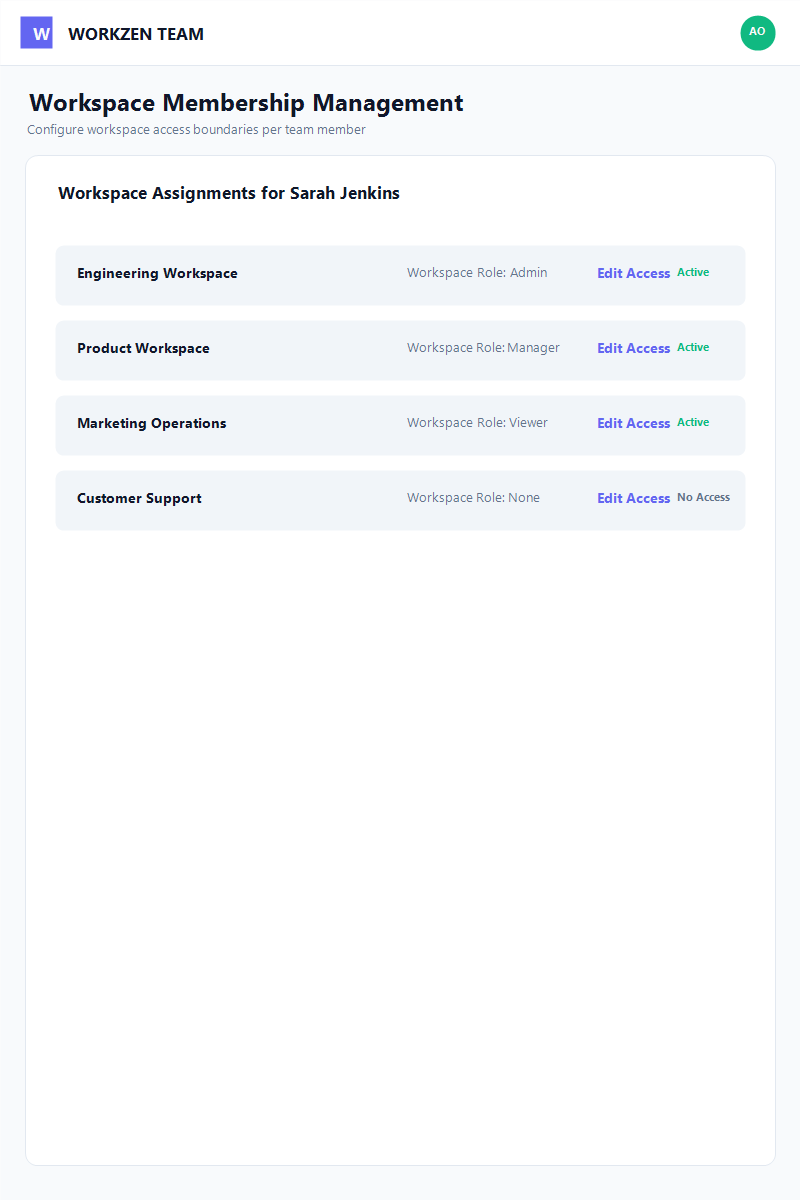 W WORKZEN TEAM AO
Workspace Membership Management
Configure workspace access boundaries per team member
Workspace Assignments for Sarah Jenkins
Engineering Workspace Workspace Role: Admin Edit Access Active
Product Workspace Workspace Role: Manager Edit Access Active
Marketing Operations Workspace Role: Viewer Edit Access Active
Customer Support Workspace Role: None Edit Access No Access